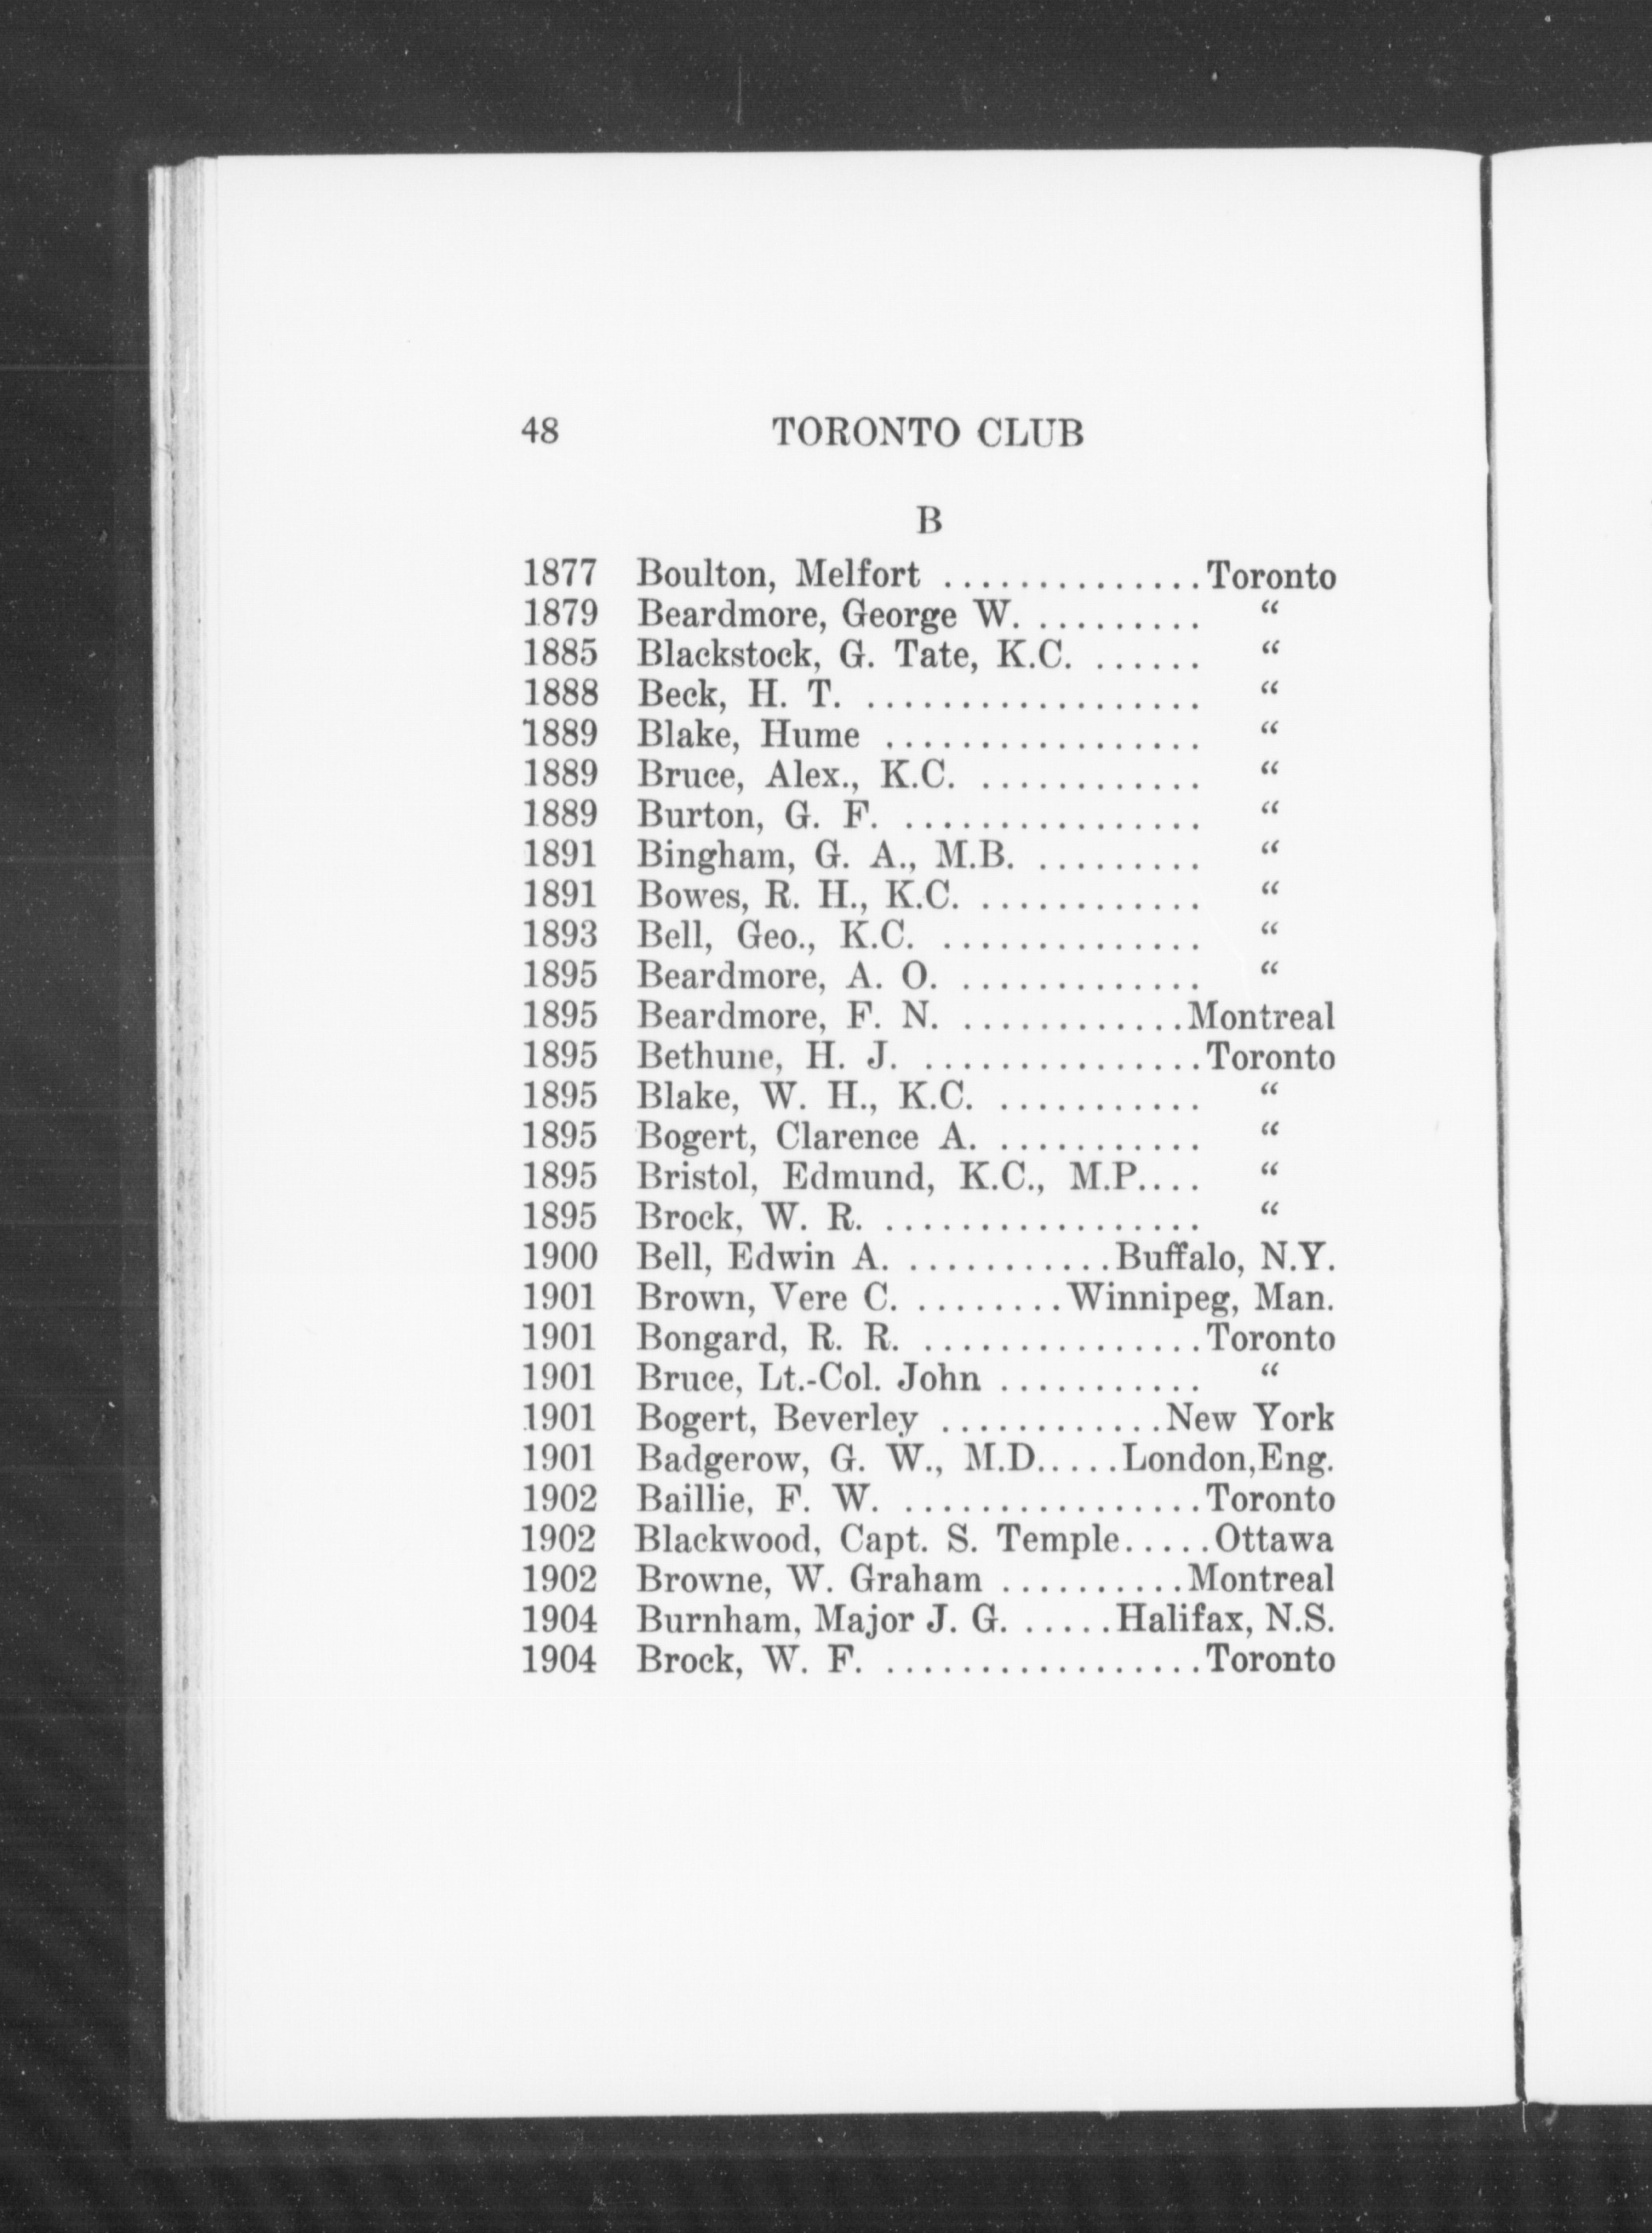 48 TORONTO CLUB
B
1877 Boulton, Melfort ..............Toronto
1879 Beardmore, George W. ......... “
1885 Blackstock, G. Tate, K.C. ...... “
1888 Beck, H. T. .................. “
1889 Blake, Hume ................. “
1889 Bruce, Alex., K.C. ............ “
1889 Burton, G. F. ................ “
1891 Bingham, G. A., M.B. ......... “
1891 Bowes, R. H., K.C. ............ “
1893 Bell, Geo., K.C. .............. “
1895 Beardmore, A. O. ............. “
1895 Beardmore, F. N. ............Montreal
1895 Bethune, H. J. ...............Toronto
1895 Blake, W. H., K.C. ........... “
1895 Bogert, Clarence A. ........... “
1895 Bristol, Edmund, K.C., M.P.... “
1895 Brock, W. R. ................. “
1900 Bell, Edwin A. ...........Buffalo, N.Y.
1901 Brown, Vere C. ........Winnipeg, Man.
1901 Bongard, R. R. ...............Toronto
1901 Bruce, Lt.-Col. John ........... “
1901 Bogert, Beverley ............New York
1901 Badgerow, G. W., M.D.....London,Eng.
1902 Baillie, F. W. ................Toronto
1902 Blackwood, Capt. S. Temple.....Ottawa
1902 Browne, W. Graham ..........Montreal
1904 Burnham, Major J. G. ......Halifax, N.S.
1904 Brock, W. F. .................Toronto